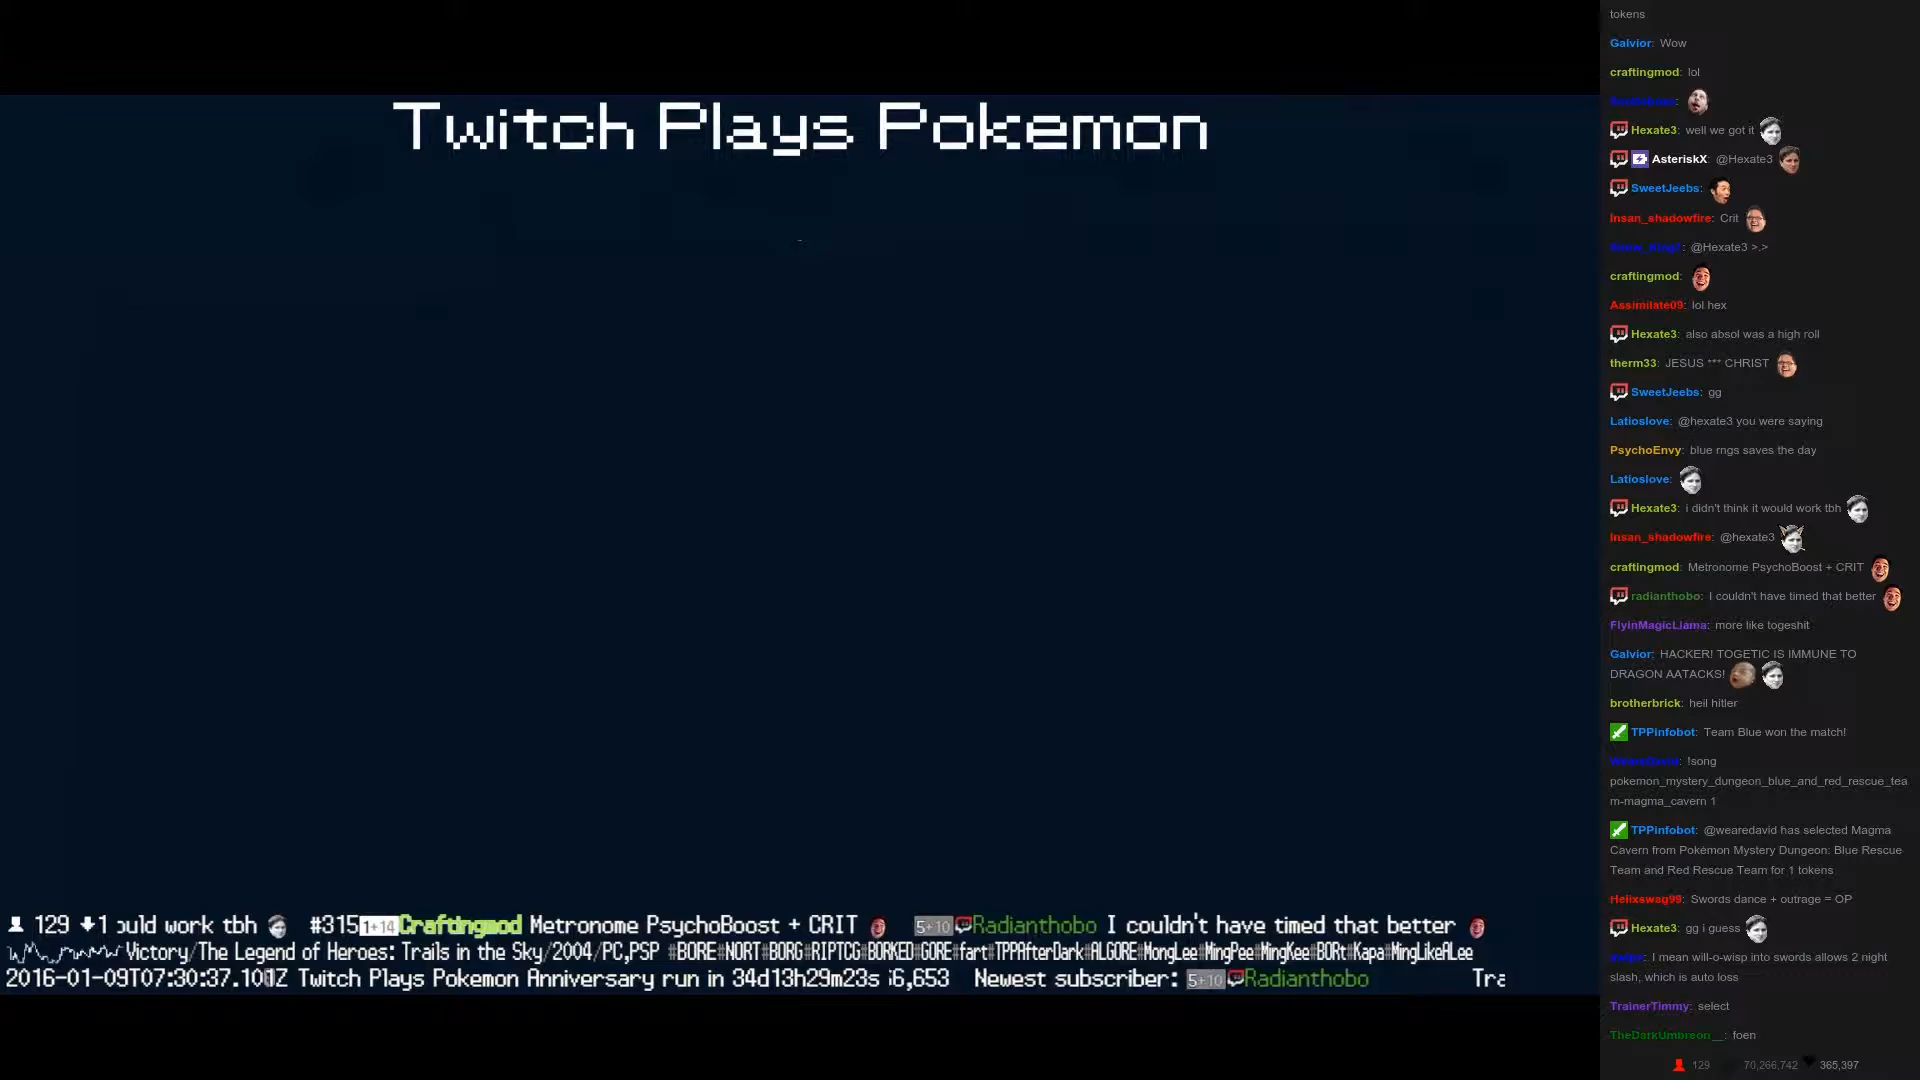 Twitch Plays Pokemon
129 1 ould work tbh #315 1+14 Craftingmod Metronome PsychoBoost + CRIT 5+10 Radianthobo I couldn't have timed that better
Victory/The Legend of Heroes: Trails in the Sky/2004/PC,PSP #BORE#NORT#BORG#RIPTCG#BORKED#GORE#fart#TPPAfterDark#ALGORE#MongLee#MingPee#MingKee#BORt#Kapa#MingLikeALee
2016-01-09T07:30:37.10 Z Twitch Plays Pokemon Anniversary run in 34d13h29m23s 6,653 Newest subscriber: 5+10 Radianthobo Tra
tokens
Galvior: Wow
craftingmod: lol
Hexate3: well we got it
AsteriskX: @Hexate3
SweetJeebs:
Insan_shadowfire: Crit
Snow_King7: @Hexate3 >.>
craftingmod:
Assimilate09: lol hex
Hexate3: also absol was a high roll
therm33: JESUS *** CHRIST
SweetJeebs: gg
Latioslove: @hexate3 you were saying
PsychoEnvy: blue rngs saves the day
Latioslove:
Hexate3: i didn't think it would work tbh
Insan_shadowfire: @hexate3
craftingmod: Metronome PsychoBoost + CRIT
radianthobo: I couldn't have timed that better
FlyinMagicLlama: more like togeshit
Galvior: HACKER! TOGETIC IS IMMUNE TO
DRAGON AATACKS!
brotherbrick: heil hitler
TPPinfobot: Team Blue won the match!
WeareDavid: !song
pokemon_mystery_dungeon_blue_and_red_rescue_tea
m-magma_cavern 1
TPPinfobot: @wearedavid has selected Magma
Cavern from Pokémon Mystery Dungeon: Blue Rescue
Team and Red Rescue Team for 1 tokens
Helixswag99: Swords dance + outrage = OP
Hexate3: gg i guess
: I mean will-o-wisp into swords allows 2 night
slash, which is auto loss
TrainerTimmy: select
TheDarkUmbreon__: foen
129 70,266,742 365,397